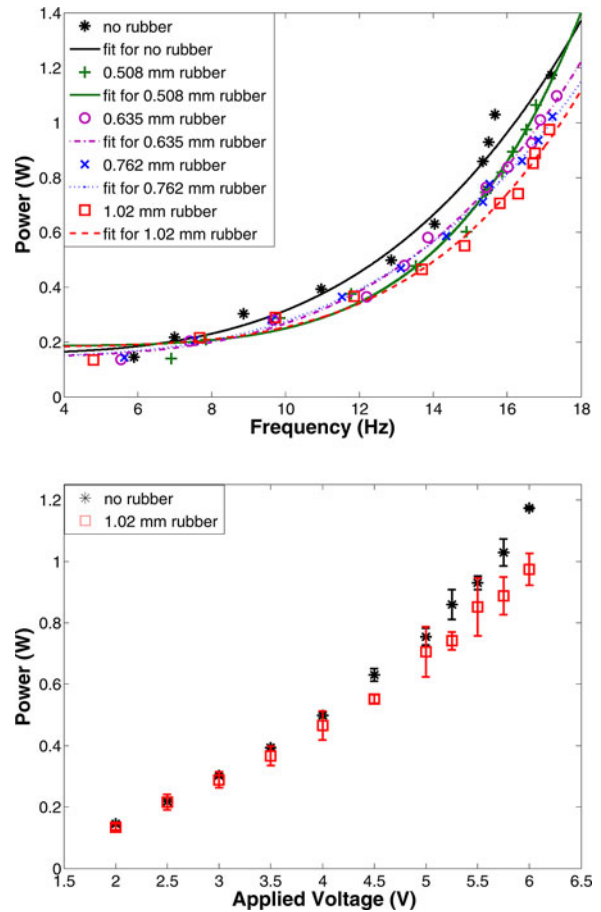 1.4
1.2
1
0.8
0.6
0.4
0.2
0
Power (W)
no rubber
fit for no rubber
0.508 mm rubber
fit for 0.508 mm rubber
0.635 mm rubber
fit for 0.635 mm rubber
0.762 mm rubber
fit for 0.762 mm rubber
1.02 mm rubber
fit for 1.02 mm rubber
4 6 8 10 12 14 16 18
Frequency (Hz)
1.2
1
0.8
0.6
0.4
0.2
0
Power (W)
no rubber
1.02 mm rubber
1.5 2 2.5 3 3.5 4 4.5 5 5.5 6 6.5
Applied Voltage (V)